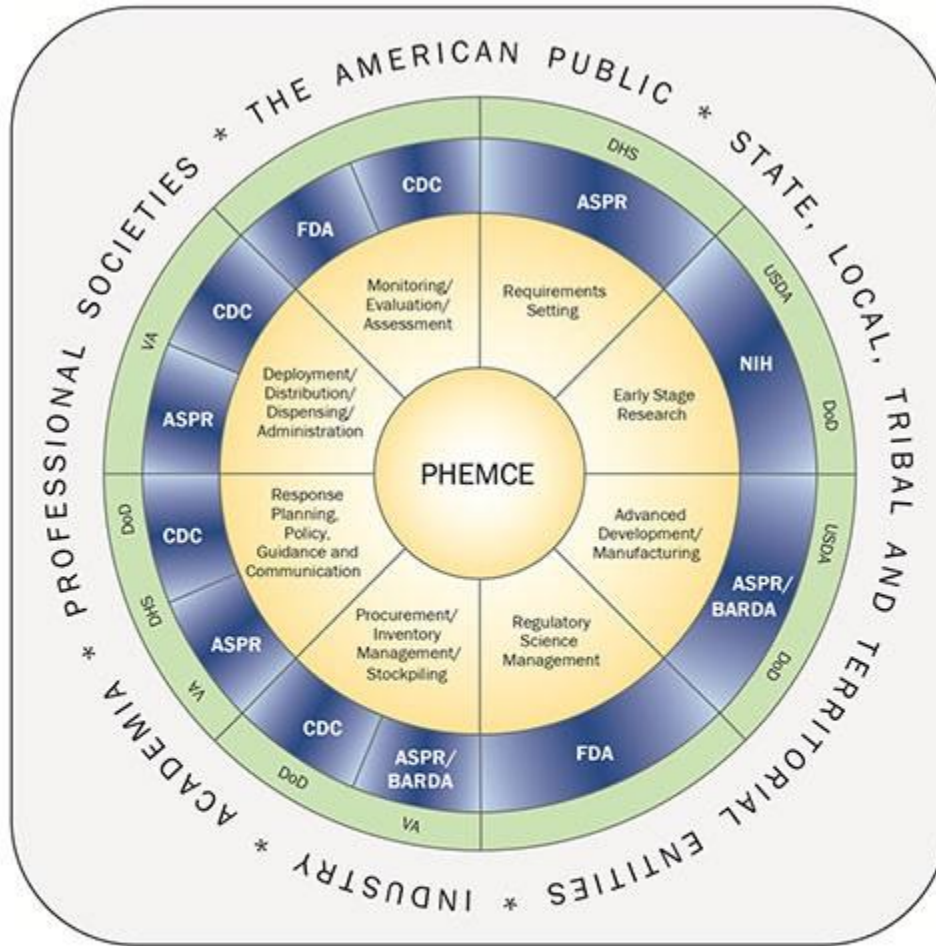 * THE AMERICAN PUBLIC * STATE, LOCAL, TRIBAL AND TERRITORIAL ENTITIES * INDUSTRY * ACADEMIA * PROFESSIONAL SOCIETIES
DHS
USDA
DoD
USDA
DoD
VA
DoD
VA
DHS
DoD
VA
ASPR
NIH
ASPR/
BARDA
FDA
ASPR/
BARDA
CDC
ASPR
CDC
ASPR
CDC
FDA
CDC
Requirements
Setting
Early Stage
Research
Advanced
Development/
Manufacturing
Regulatory
Science
Management
Procurement/
Inventory
Management/
Stockpiling
Response
Planning,
Policy,
Guidance and
Communication
Deployment/
Distribution/
Dispensing/
Administration
Monitoring/
Evaluation/
Assessment
PHEMCE